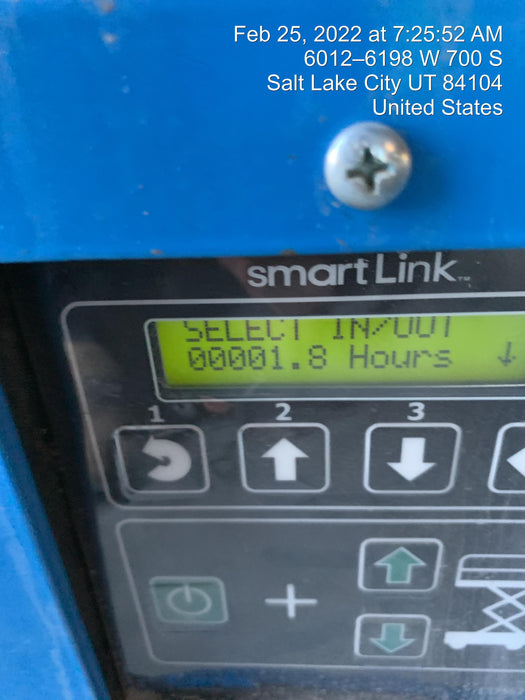 Feb 25, 2022 at 7:25:52 AM
6012–6198 W 700 S
Salt Lake City UT 84104
United States
smartLink™
SELECT IN/OUT
00001.8 Hours ↓
1 2 3